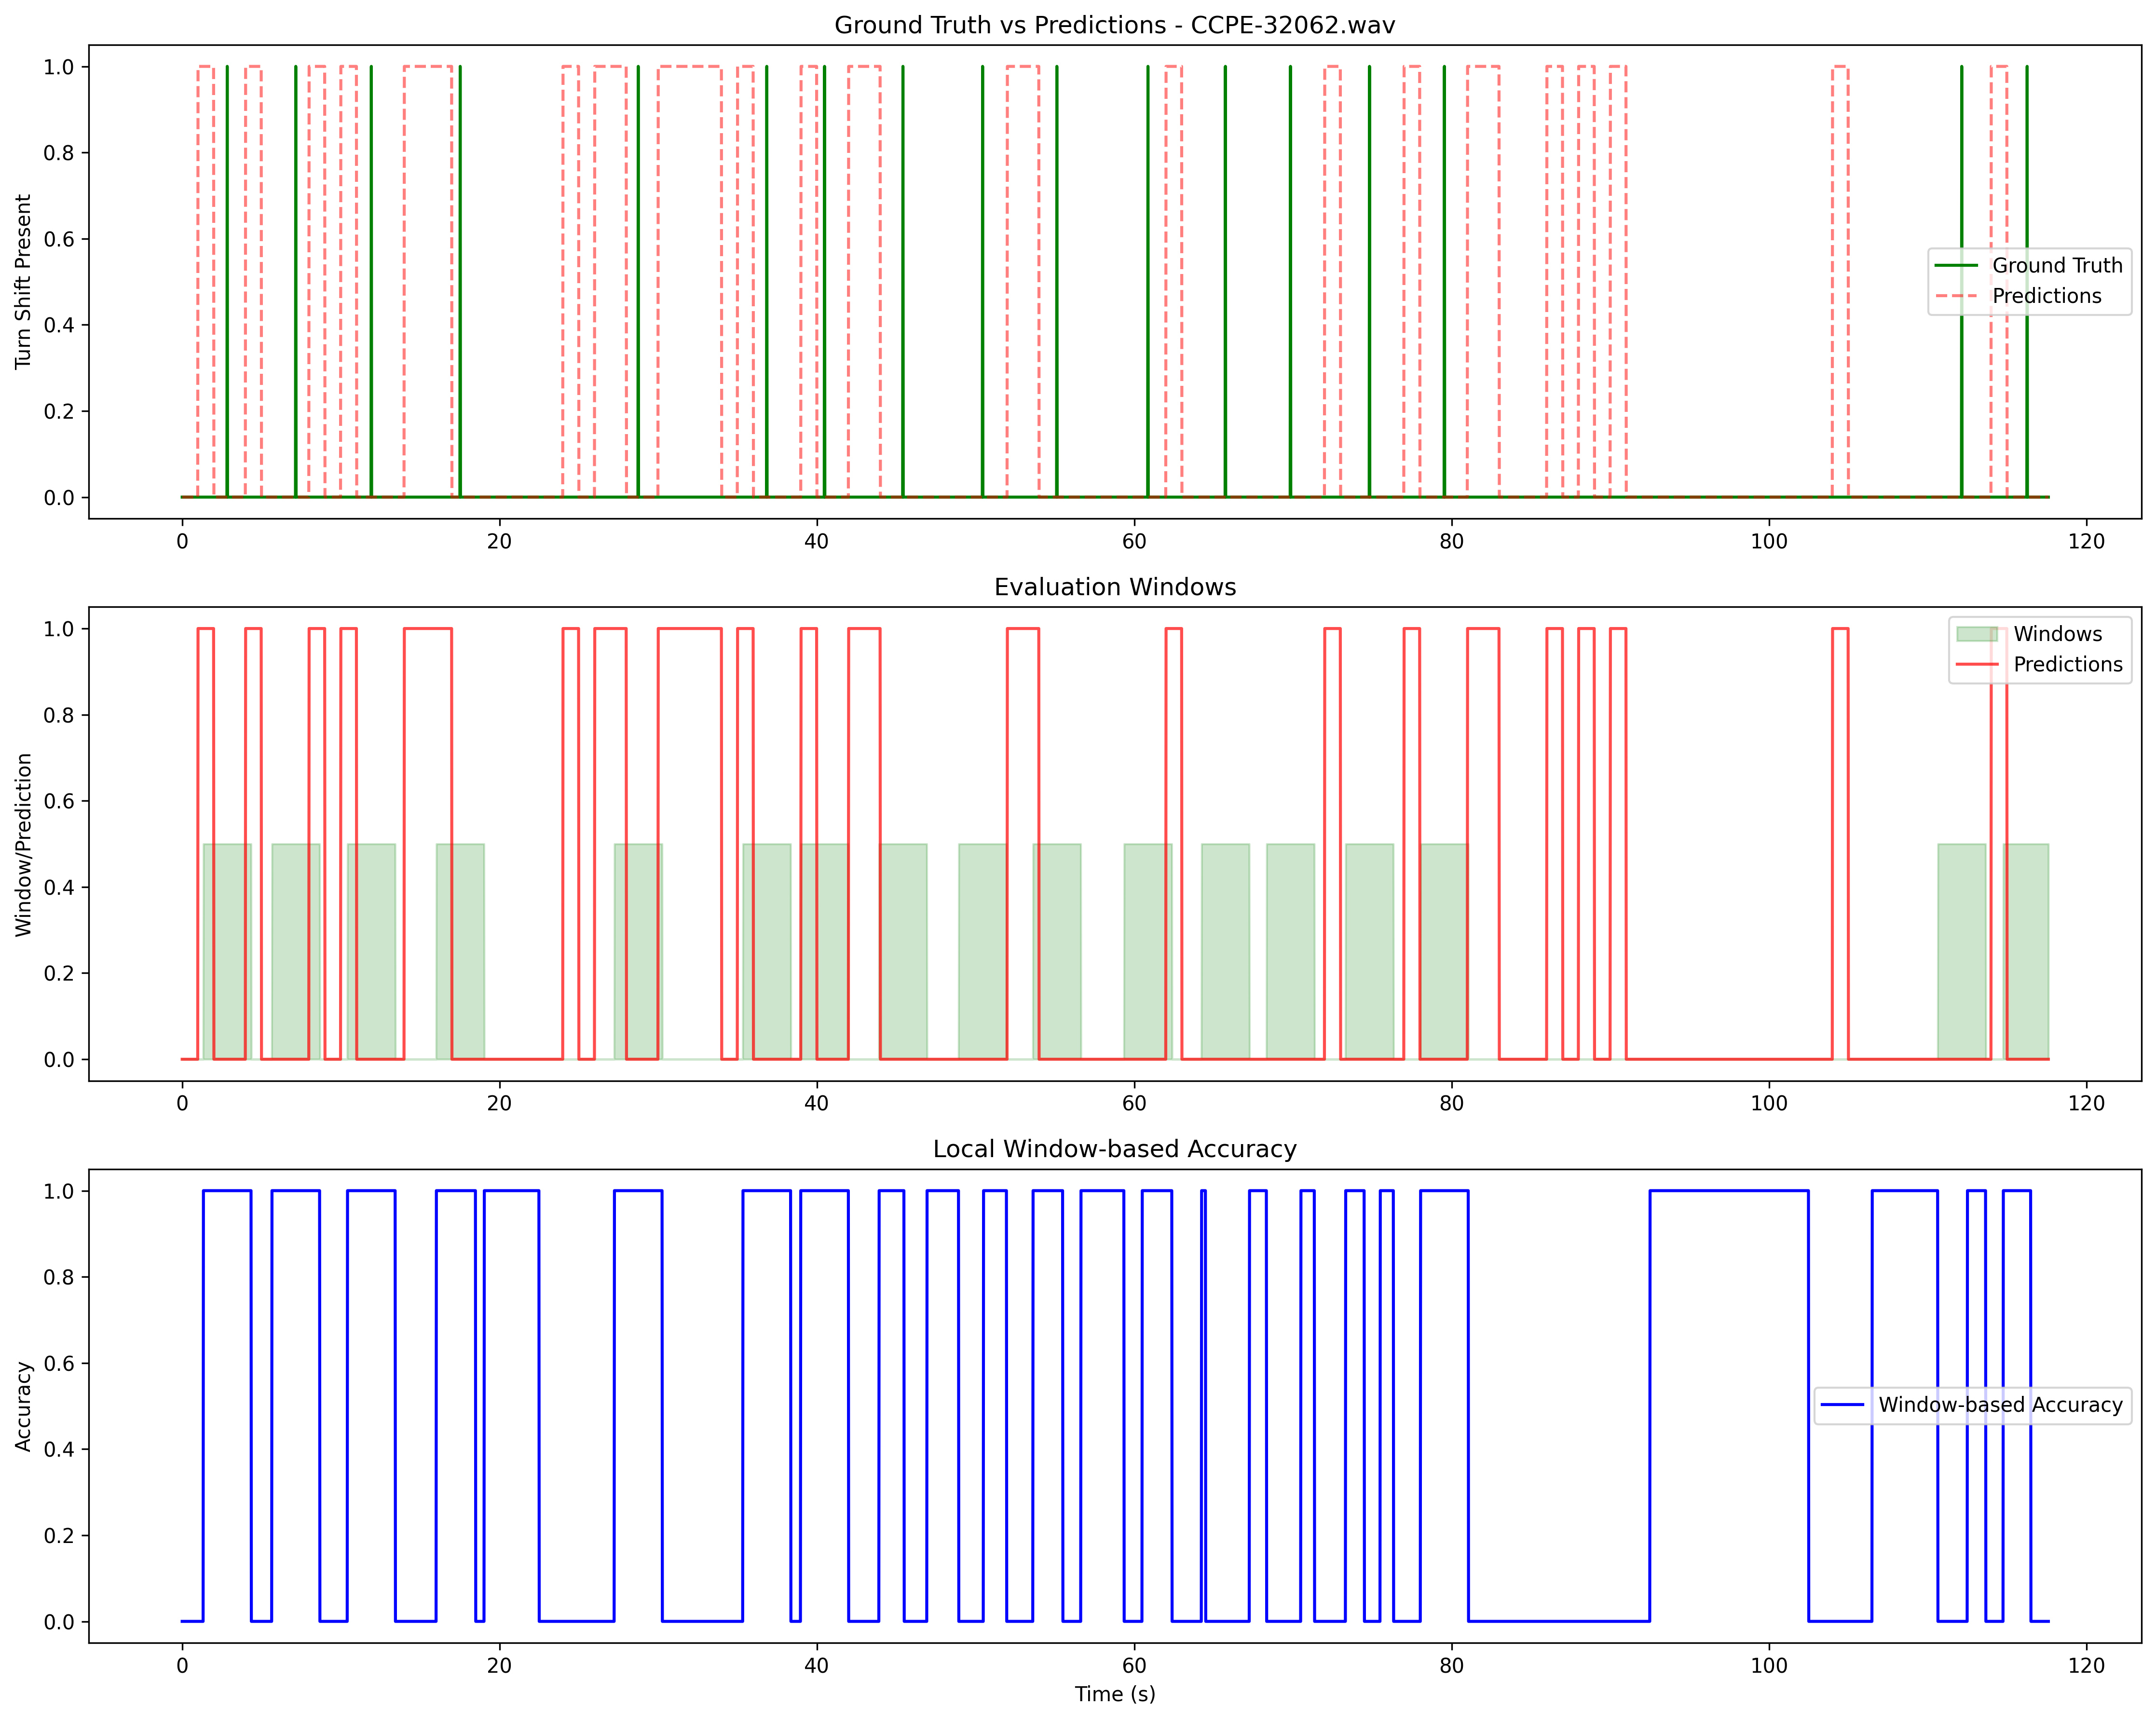 Ground Truth vs Predictions - CCPE-32062.wav
1.0
0.8
0.6
0.4
0.2
0.0
Turn Shift Present
Ground Truth
Predictions
0 20 40 60 80 100 120
Evaluation Windows
1.0
0.8
0.6
0.4
0.2
0.0
Window/Prediction
Windows
Predictions
0 20 40 60 80 100 120
Local Window-based Accuracy
1.0
0.8
0.6
0.4
0.2
0.0
Accuracy
Window-based Accuracy
0 20 40 60 80 100 120
Time (s)